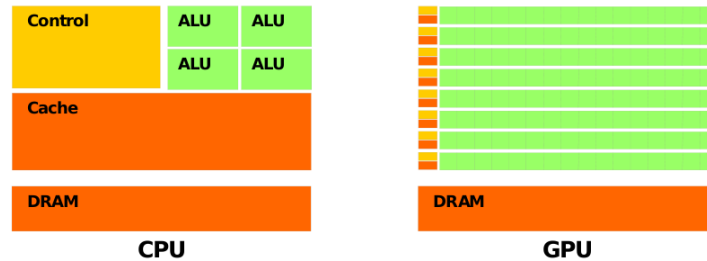 Control
ALU
ALU
ALU
ALU
Cache
DRAM
CPU
DRAM
GPU